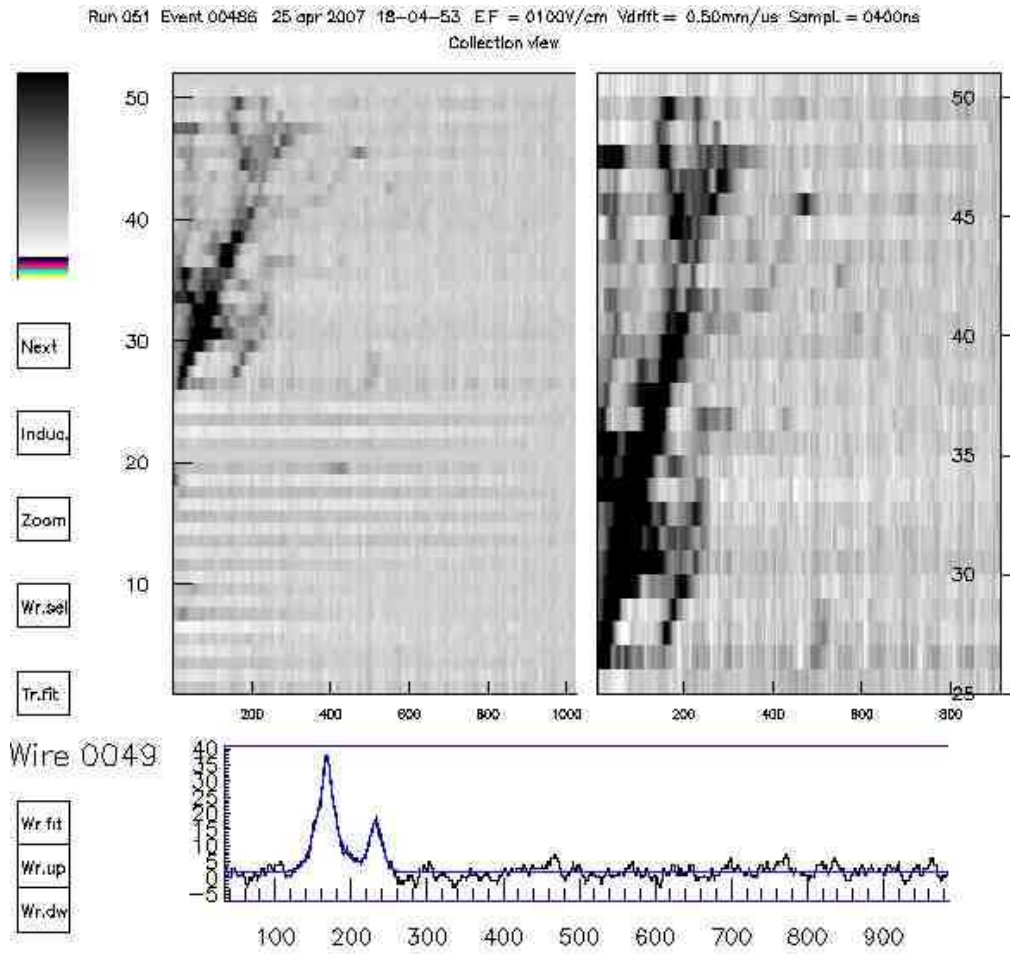 Run 051 Event 00486 25 apr 2007 18-04-53 E.F = 0100V/cm Vdrift = 0.50mm/us Sampl. = 0400ns
Collection view
50
40
30
20
10
200 400 600 800 1000
50
45
40
35
30
25
200 400 600 800
Next
Induc.
Zoom
Wr.sel
Tr.fit
Wire 0049
Wr.fit
Wr.up
Wr.dw
40
35
30
25
20
15
10
5
0
-5
100 200 300 400 500 600 700 800 900